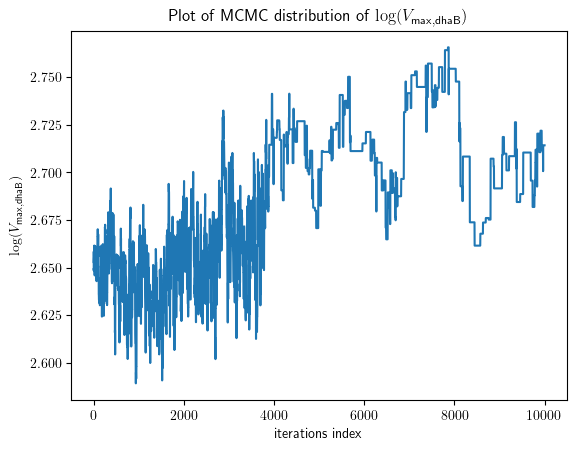 Plot of MCMC distribution of log(V_max,dhaB)
log(V_max,dhaB)
2.750
2.725
2.700
2.675
2.650
2.625
2.600
0 2000 4000 6000 8000 10000
iterations index